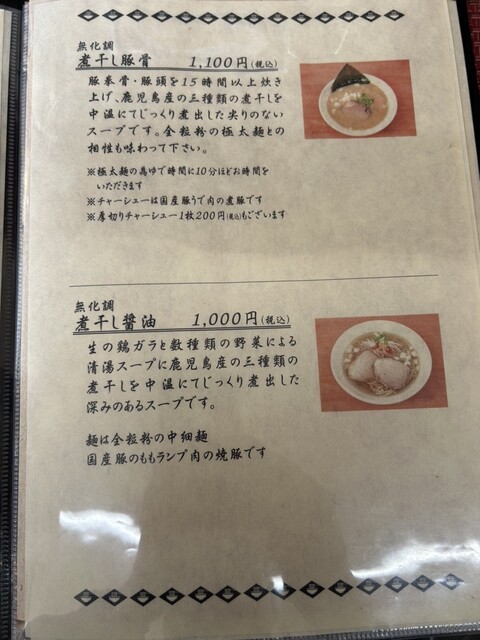 無化調
煮干し豚骨 1,100円(税込)
豚拳骨・豚頭を15時間以上炊き
上げ、鹿児島産の三種類の煮干しを
中温にてじっくり煮出した尖りのない
スープです。全粒粉の極太麺との
相性も味わって下さい。
※極太麺の為ゆで時間に10分ほどお時間を
いただきます
※チャーシューは国産豚うで肉の煮豚です
※厚切りチャーシュー1枚200円(税込)もございます
無化調
煮干し醤油 1,000円(税込)
生の鶏ガラと数種類の野菜による
清湯スープに鹿児島産の三種類の
煮干しを中温にてじっくり煮出した
深みのあるスープです。
麺は全粒粉の中細麺
国産豚のももランプ肉の焼豚です